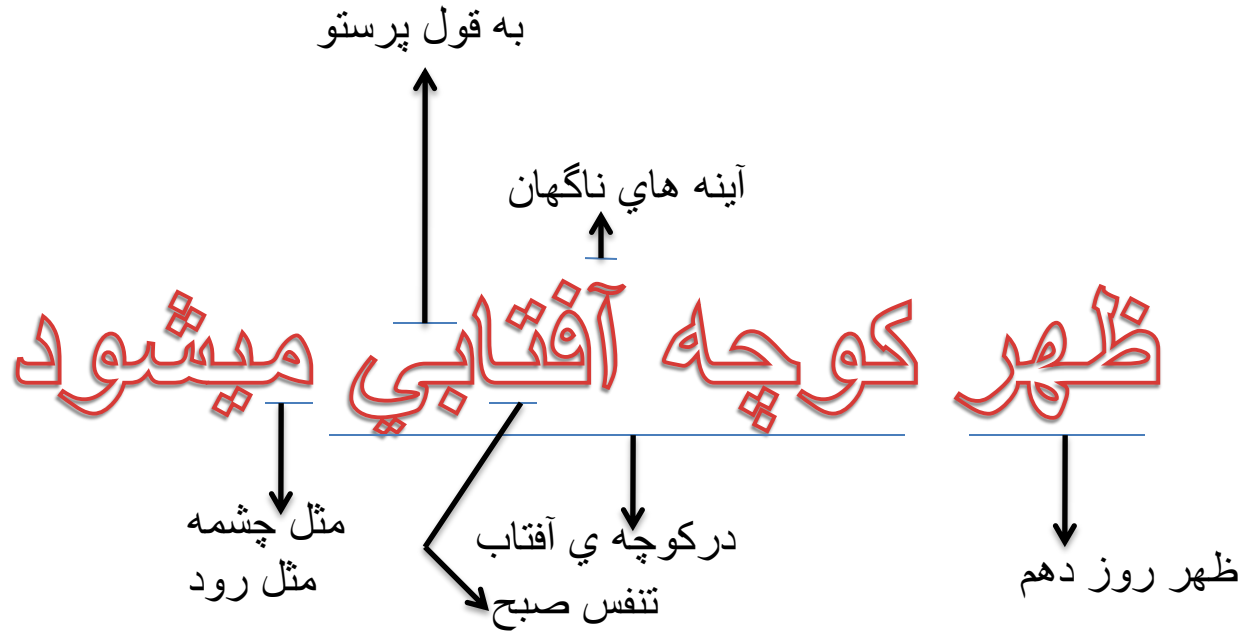 به قول پرستو
آينه هاي ناگهان
ظهر كوچه آفتابي ميشود
مثل چشمه
مثل رود
دركوچه ي آفتاب
تنفس صبح
ظهر روز دهم